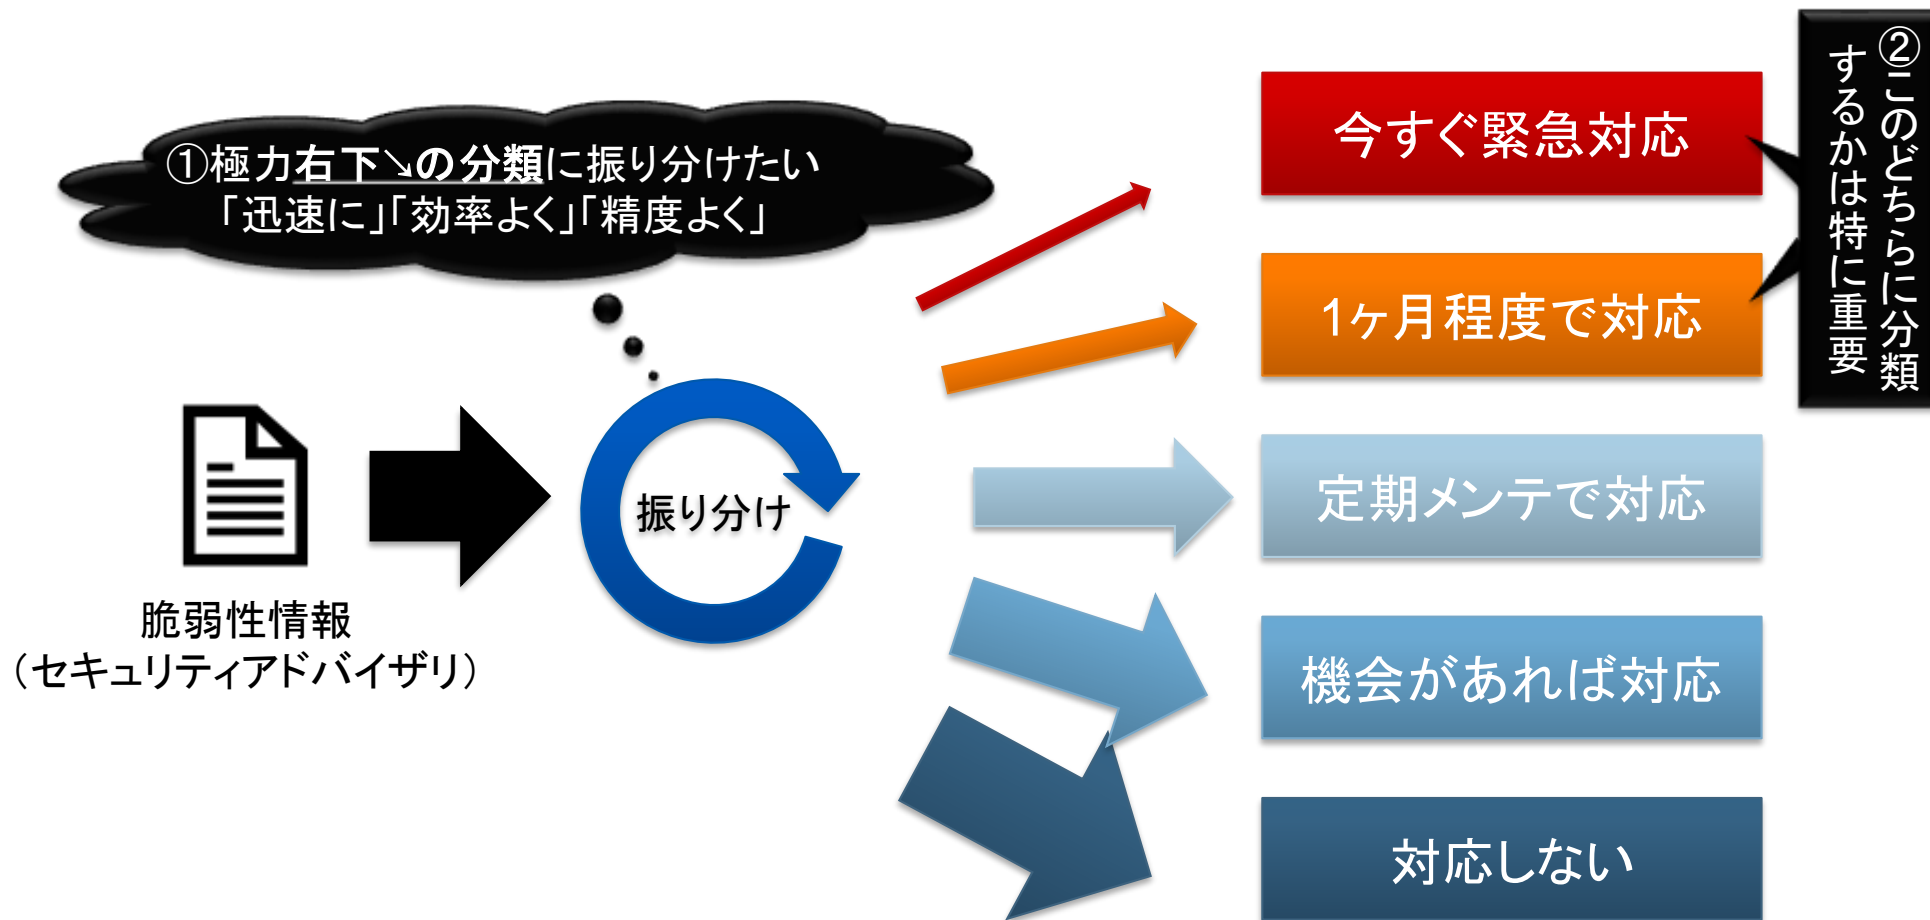 ①極力右下↘の分類に振り分けたい
「迅速に」「効率よく」「精度よく」
脆弱性情報
（セキュリティアドバイザリ）
振り分け
今すぐ緊急対応
1ヶ月程度で対応
定期メンテで対応
機会があれば対応
対応しない
②このどちらに分類
するかは特に重要